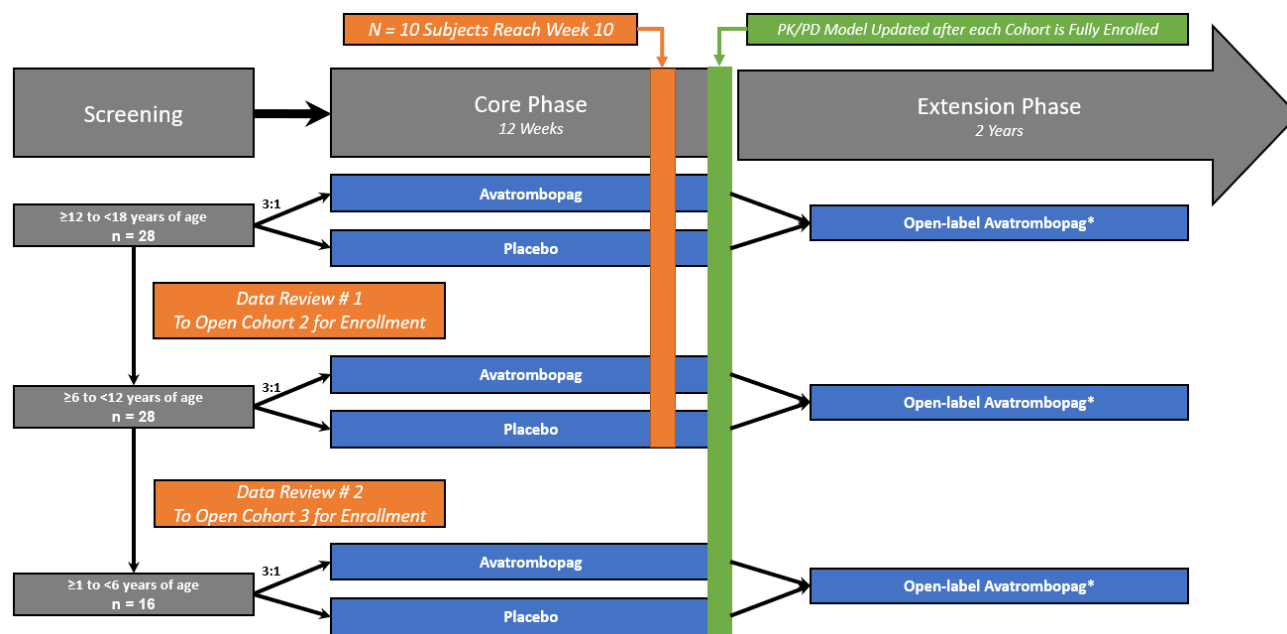 N = 10 Subjects Reach Week 10
PK/PD Model Updated after each Cohort is Fully Enrolled
Screening
Core Phase
12 Weeks
Extension Phase
2 Years
≥12 to <18 years of age
n = 28
3:1
Avatrombopag
Placebo
Open-label Avatrombopag*
Data Review # 1
To Open Cohort 2 for Enrollment
≥6 to <12 years of age
n = 28
3:1
Avatrombopag
Placebo
Open-label Avatrombopag*
Data Review # 2
To Open Cohort 3 for Enrollment
≥1 to <6 years of age
n = 16
3:1
Avatrombopag
Placebo
Open-label Avatrombopag*